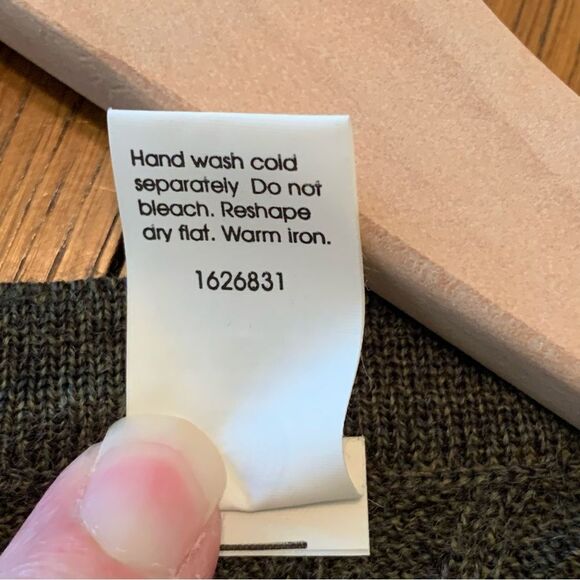 Hand wash cold
separately Do not
bleach. Reshape
dry flat. Warm iron.
1626831